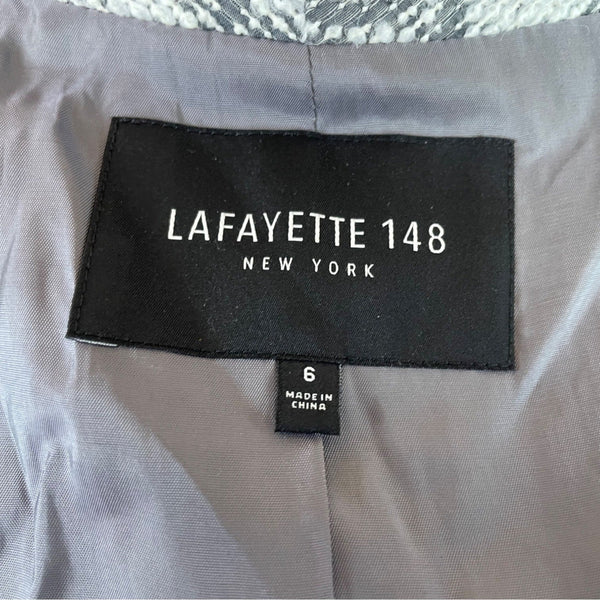 LAFAYETTE 148
NEW YORK
6
MADE IN
CHINA